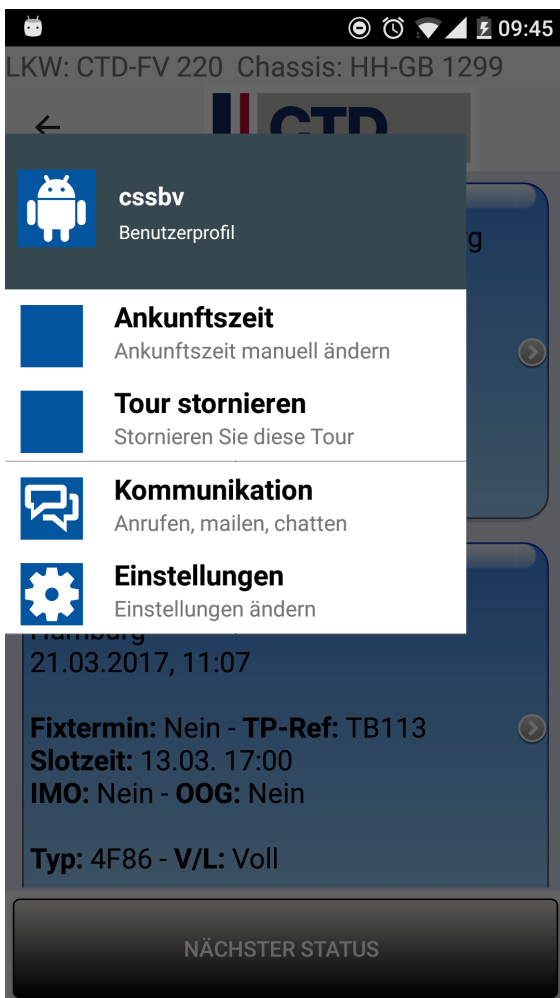 09:45
LKW: CTD-FV 220 Chassis: HH-GB 1299
CTD
cssbv
Benutzerprofil
g
Ankunftszeit
Ankunftszeit manuell ändern
Tour stornieren
Stornieren Sie diese Tour
Kommunikation
Anrufen, mailen, chatten
Einstellungen
Einstellungen ändern
Hamburg
21.03.2017, 11:07
Fixtermin: Nein - TP-Ref: TB113
Slotzeit: 13.03. 17:00
IMO: Nein - OOG: Nein
Typ: 4F86 - V/L: Voll
NÄCHSTER STATUS